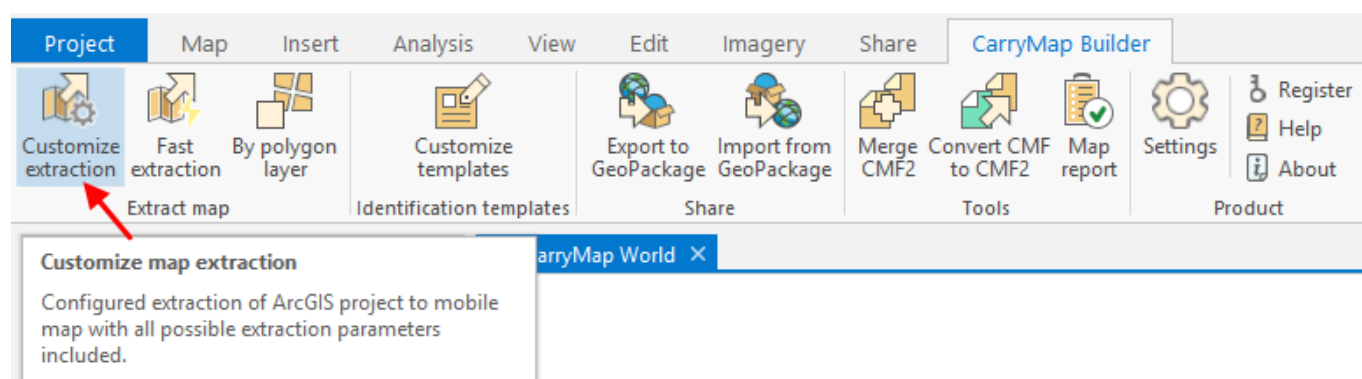 Project Map Insert Analysis View Edit Imagery Share CarryMap Builder
Customize extraction
Fast extraction
By polygon layer
Extract map
Customize templates
Identification templates
Export to GeoPackage
Import from GeoPackage
Share
Merge CMF2
Convert CMF to CMF2
Map report
Tools
Settings
Register
Help
About
Product
arryMap World ×
Customize map extraction
Configured extraction of ArcGIS project to mobile
map with all possible extraction parameters
included.